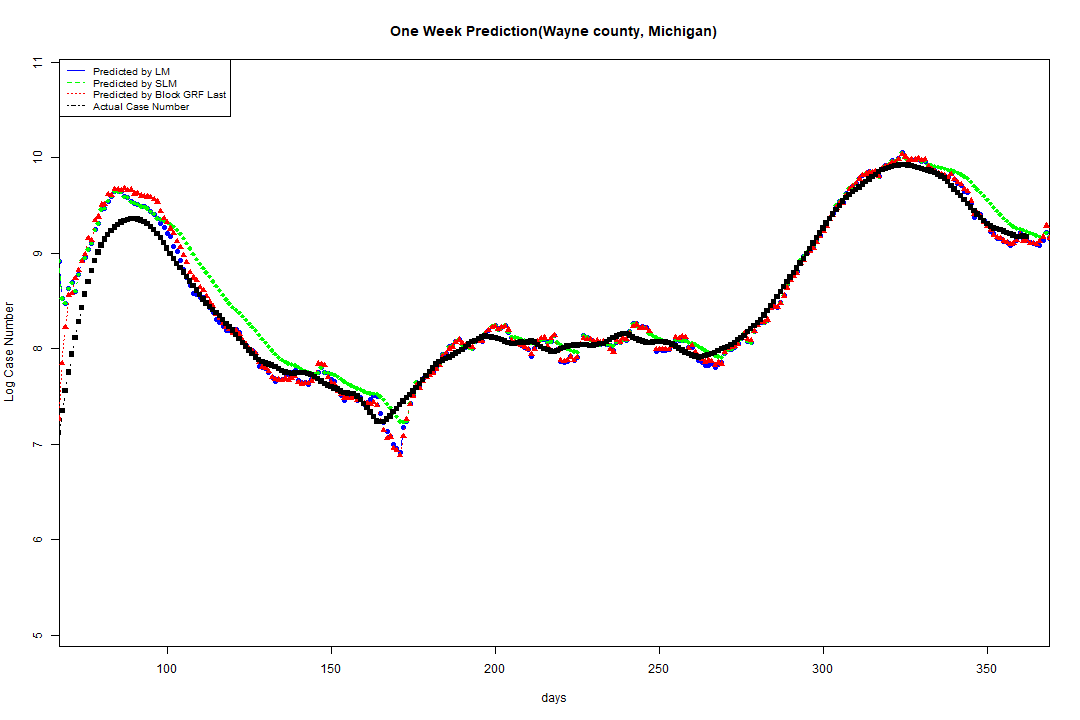 One Week Prediction(Wayne county, Michigan)
Predicted by LM
Predicted by SLM
Predicted by Block GRF Last
Actual Case Number
11
10
9
8
7
6
5
Log Case Number
100 150 200 250 300 350
days